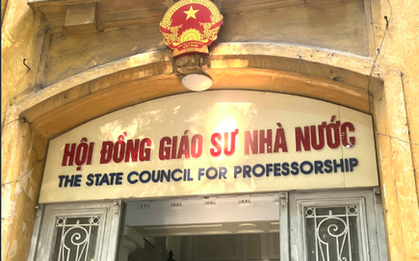 HỘI ĐỒNG GIÁO SƯ NHÀ NƯỚC
THE STATE COUNCIL FOR PROFESSORSHIP